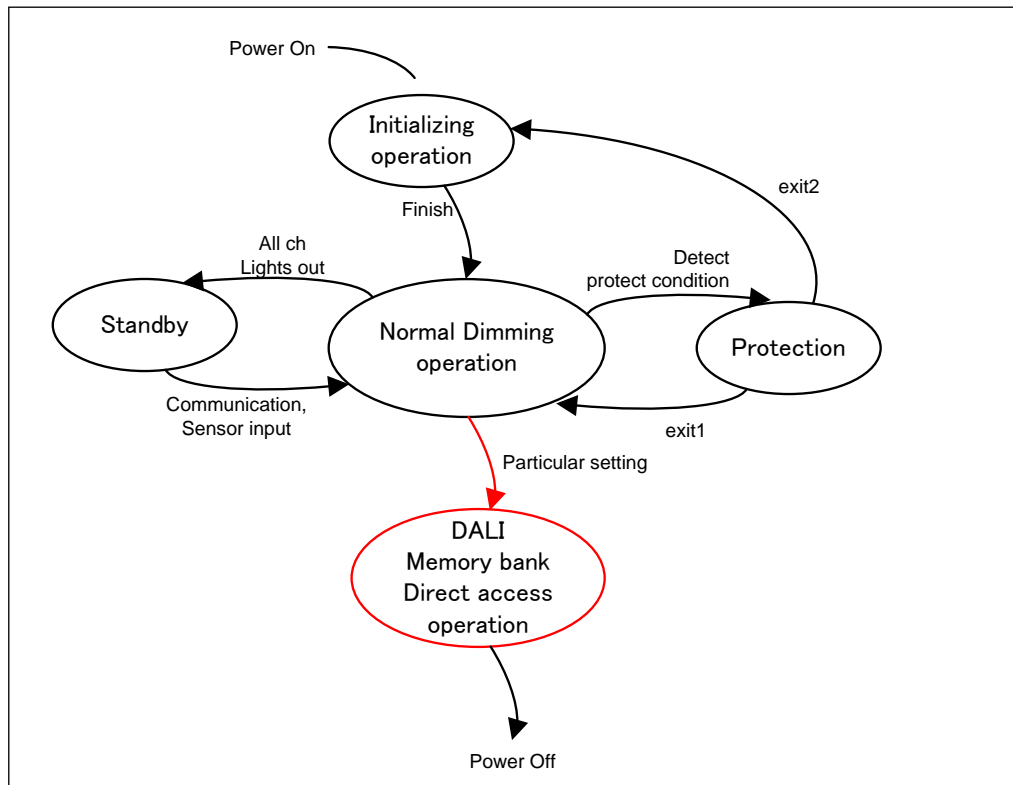 Power On
Initializing
operation
exit2
Finish
All ch
Lights out
Detect
protect condition
Standby
Normal Dimming
operation
Protection
Communication,
Sensor input
exit1
Particular setting
DALI
Memory bank
Direct access
operation
Power Off